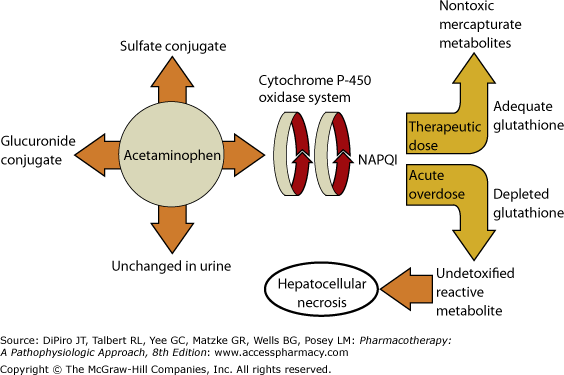 Sulfate conjugate
Glucuronide
conjugate
Acetaminophen
Unchanged in urine
Cytochrome P-450
oxidase system
NAPQI
Nontoxic
mercapturate
metabolites
Therapeutic
dose
Adequate
glutathione
Acute
overdose
Depleted
glutathione
Undetoxified
reactive
metabolite
Hepatocellular
necrosis
Source: DiPiro JT, Talbert RL, Yee GC, Matzke GR, Wells BG, Posey LM: Pharmacotherapy:
A Pathophysiologic Approach, 8th Edition: www.accesspharmacy.com
Copyright © The McGraw-Hill Companies, Inc. All rights reserved.